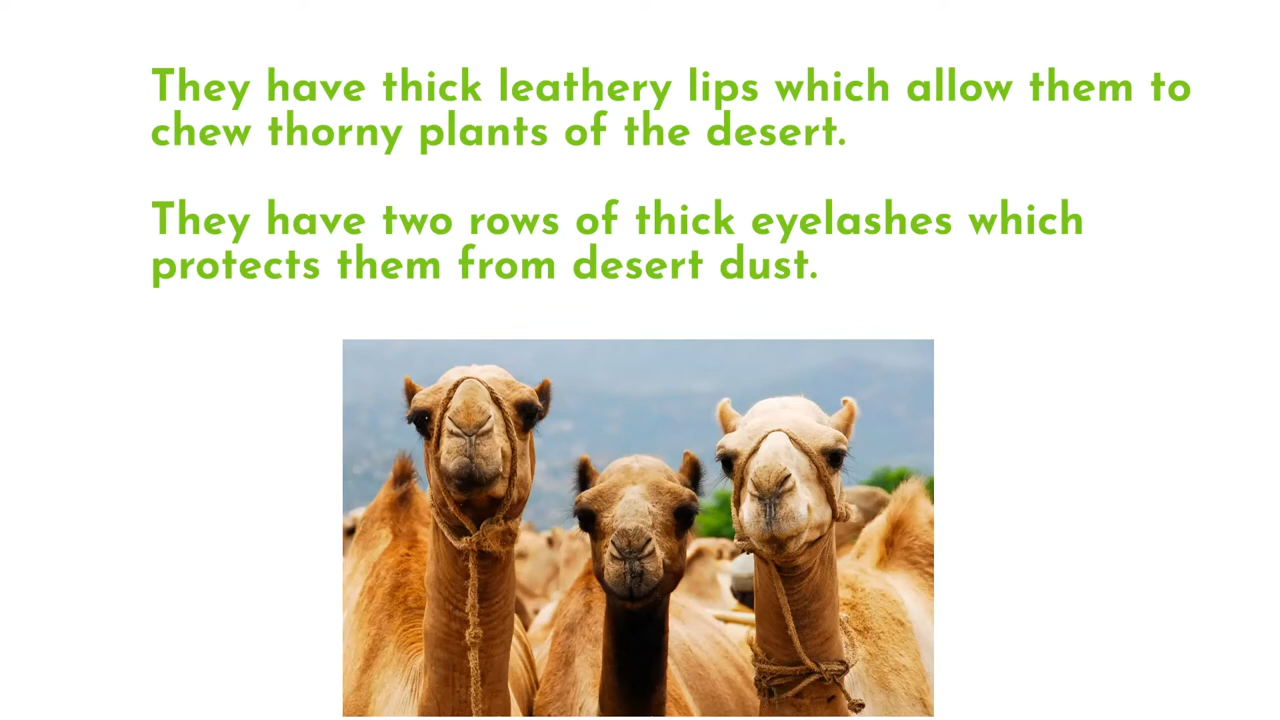 They have thick leathery lips which allow them to
chew thorny plants of the desert.
They have two rows of thick eyelashes which
protects them from desert dust.